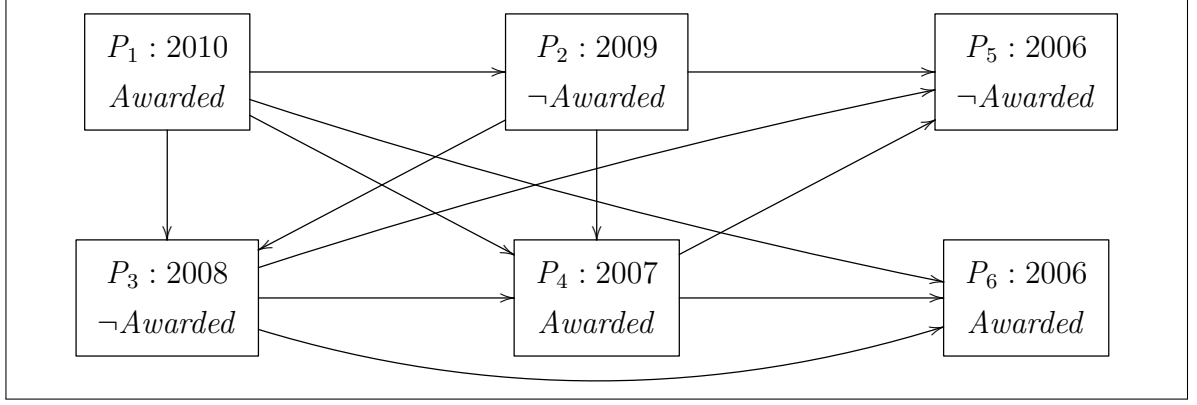 P₁ : 2010
Awarded
P₂ : 2009
¬Awarded
P₅ : 2006
¬Awarded
P₃ : 2008
¬Awarded
P₄ : 2007
Awarded
P₆ : 2006
Awarded